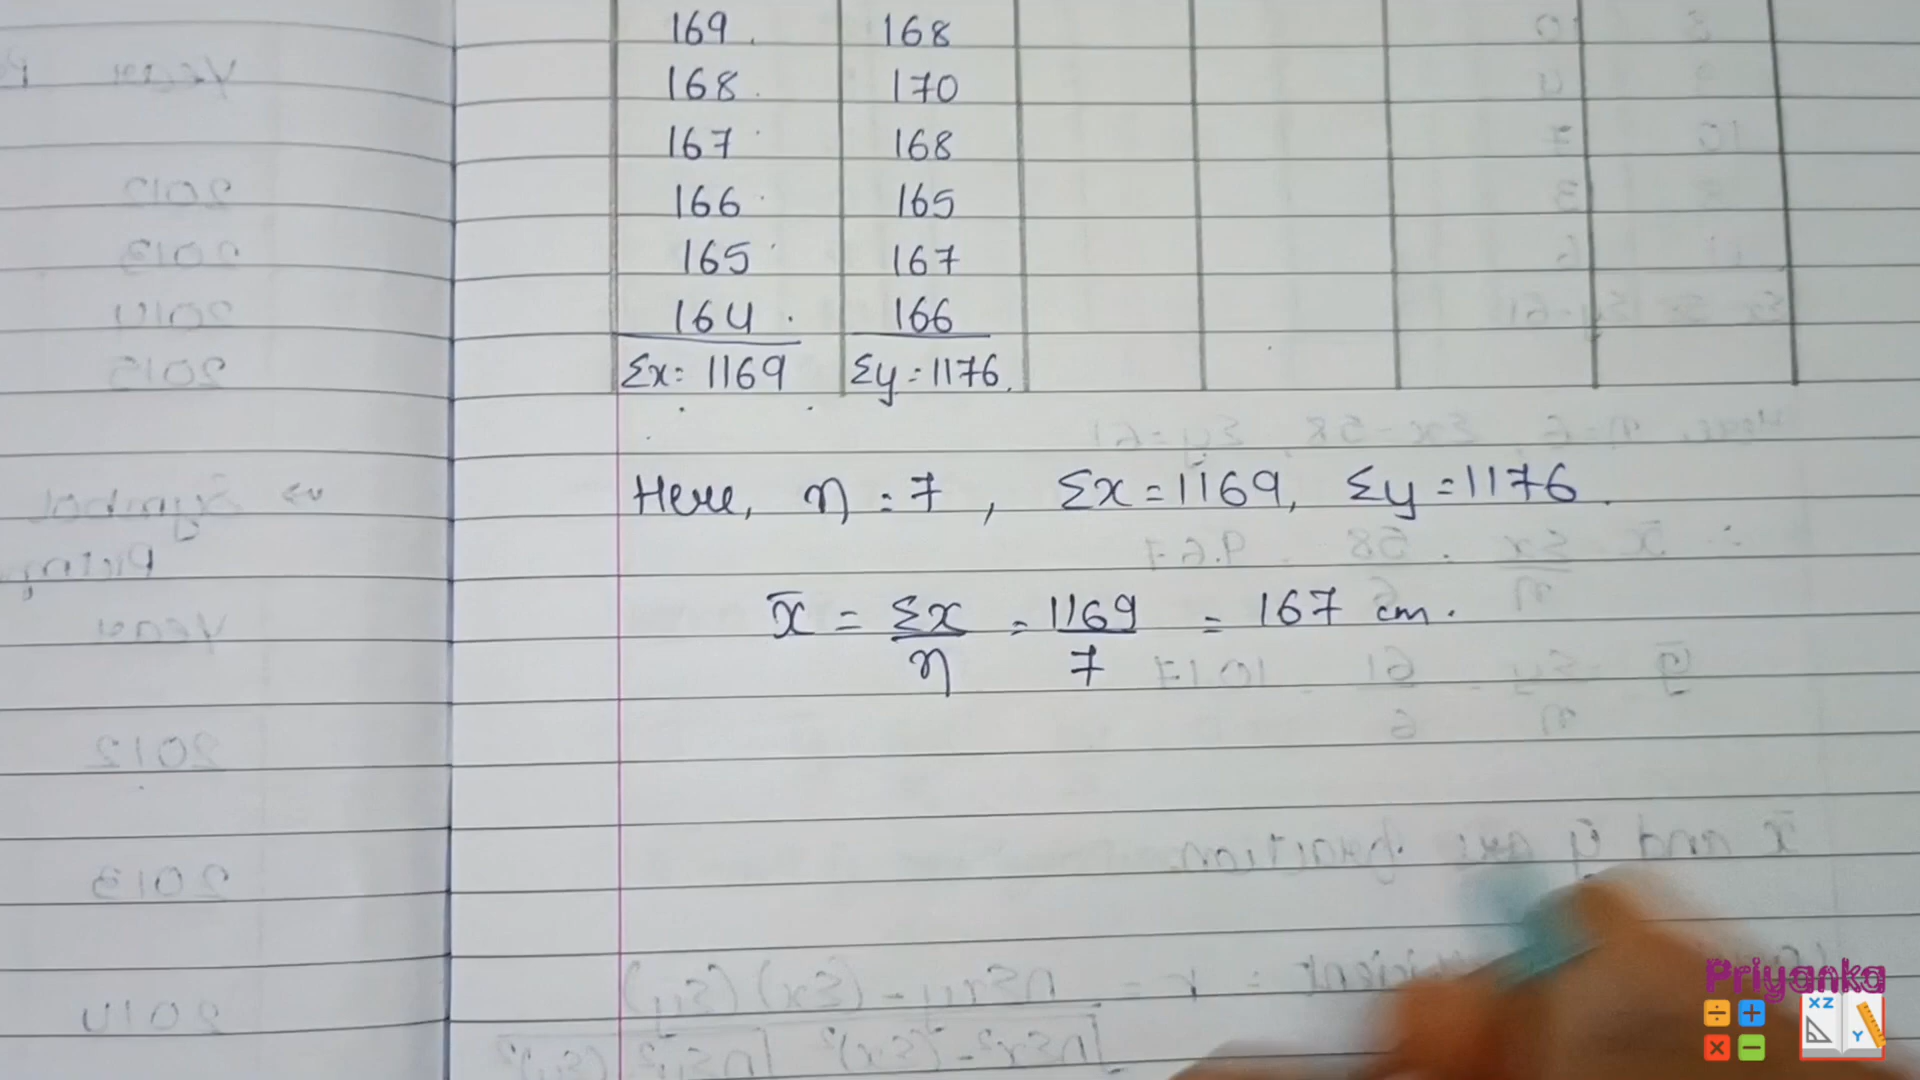 169 168
168 170
167 168
166 165
165 167
164 166
Σx = 1169 Σy = 1176
Here, n = 7, Σx = 1169, Σy = 1176.
x̄ = Σx/n = 1169/7 = 167 cm.
Priyanka